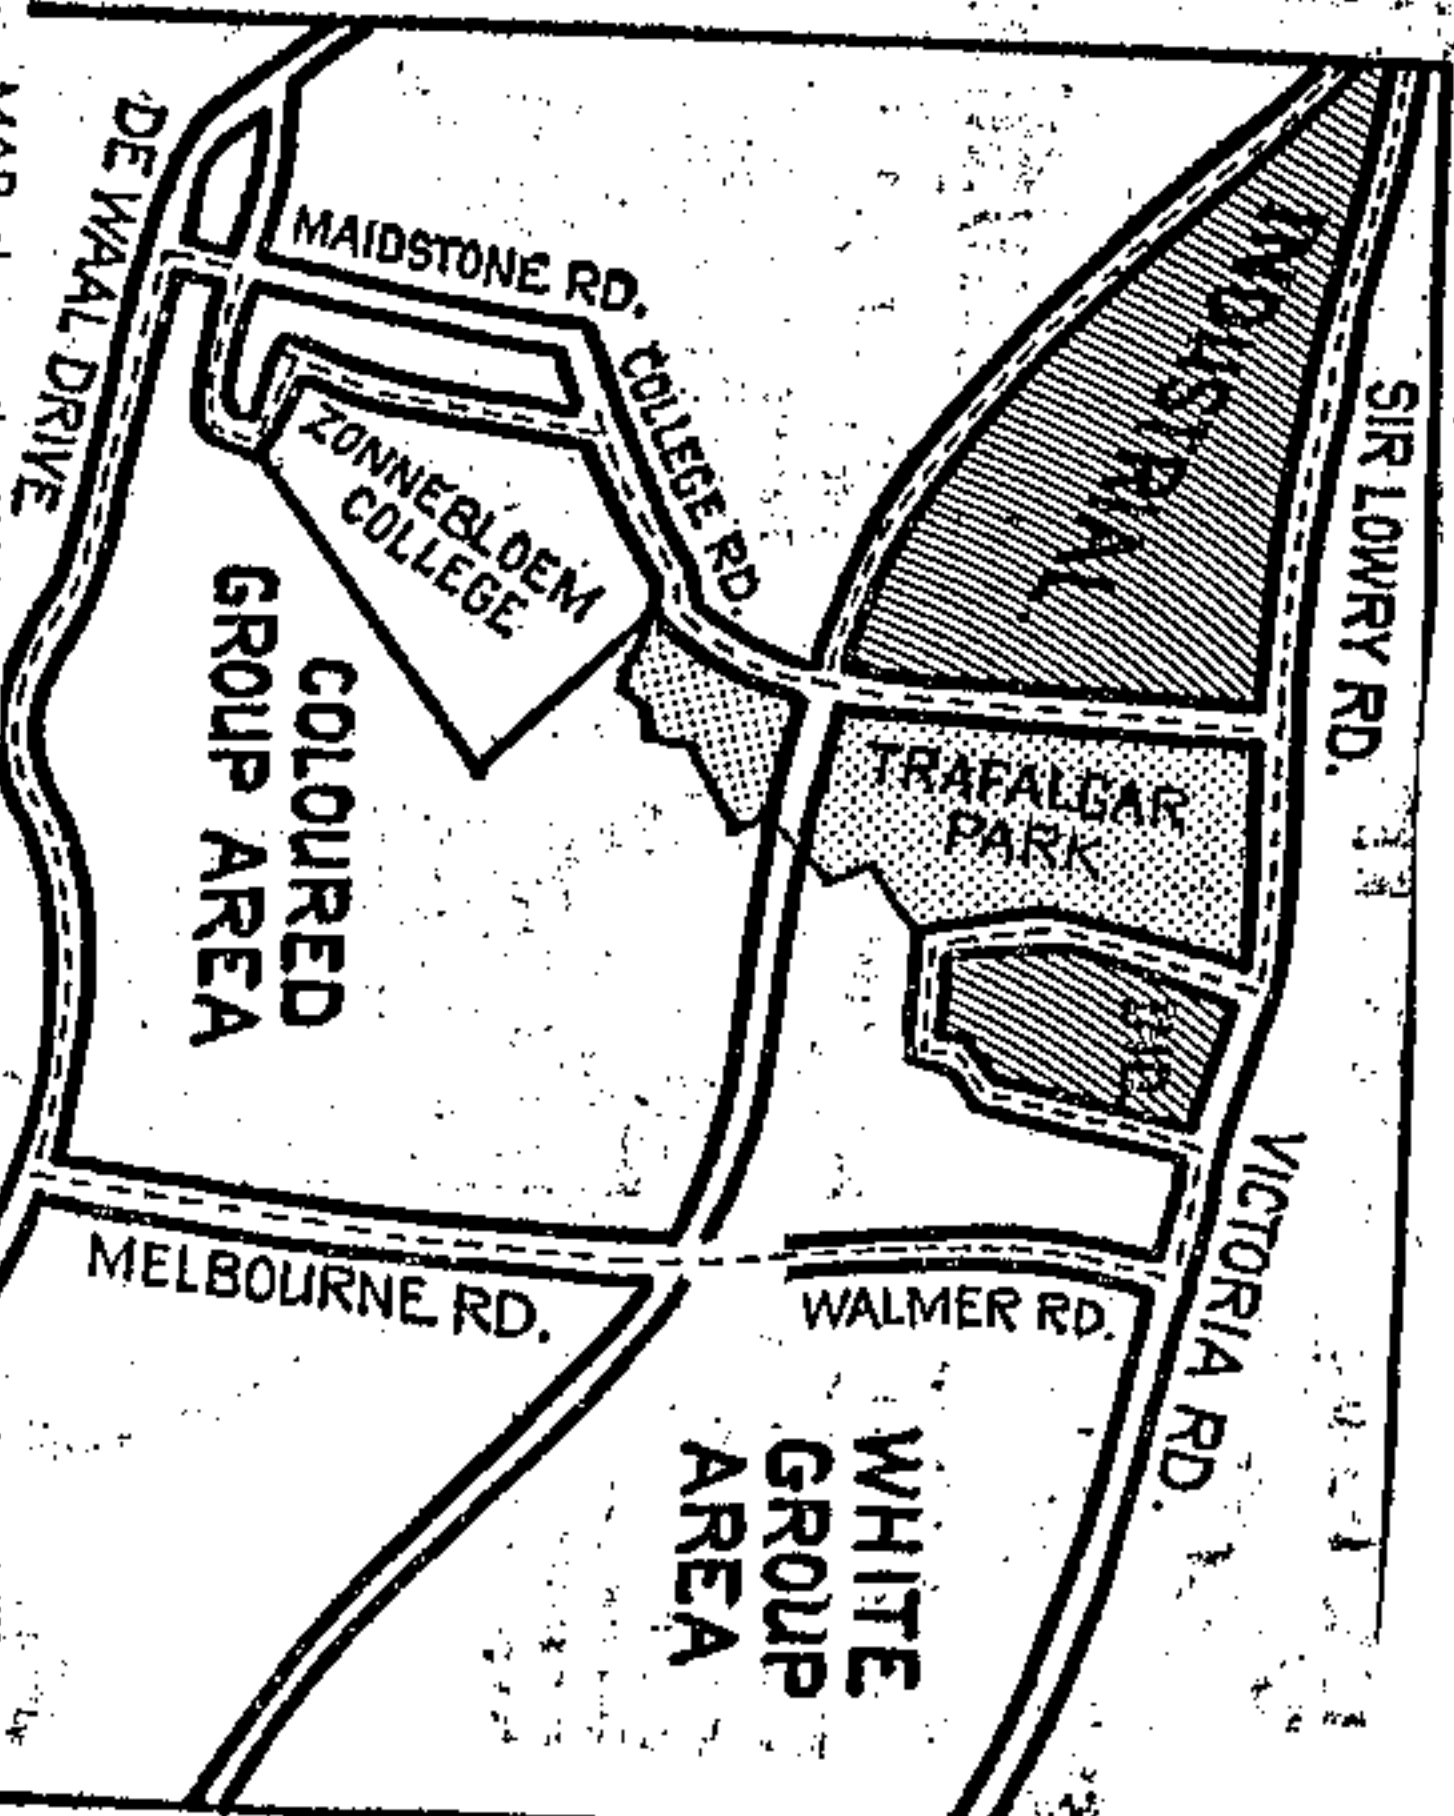 DE WAAL DRIVE
MAIDSTONE RD.
COLLEGE RD.
ZONNEBLOEM
COLLEGE
INDUSTRIAL
SIR LOWRY RD.
TRAFALGAR
PARK
COLOURED
GROUP AREA
VICTORIA RD.
MELBOURNE RD.
WALMER RD.
WHITE
GROUP
AREA